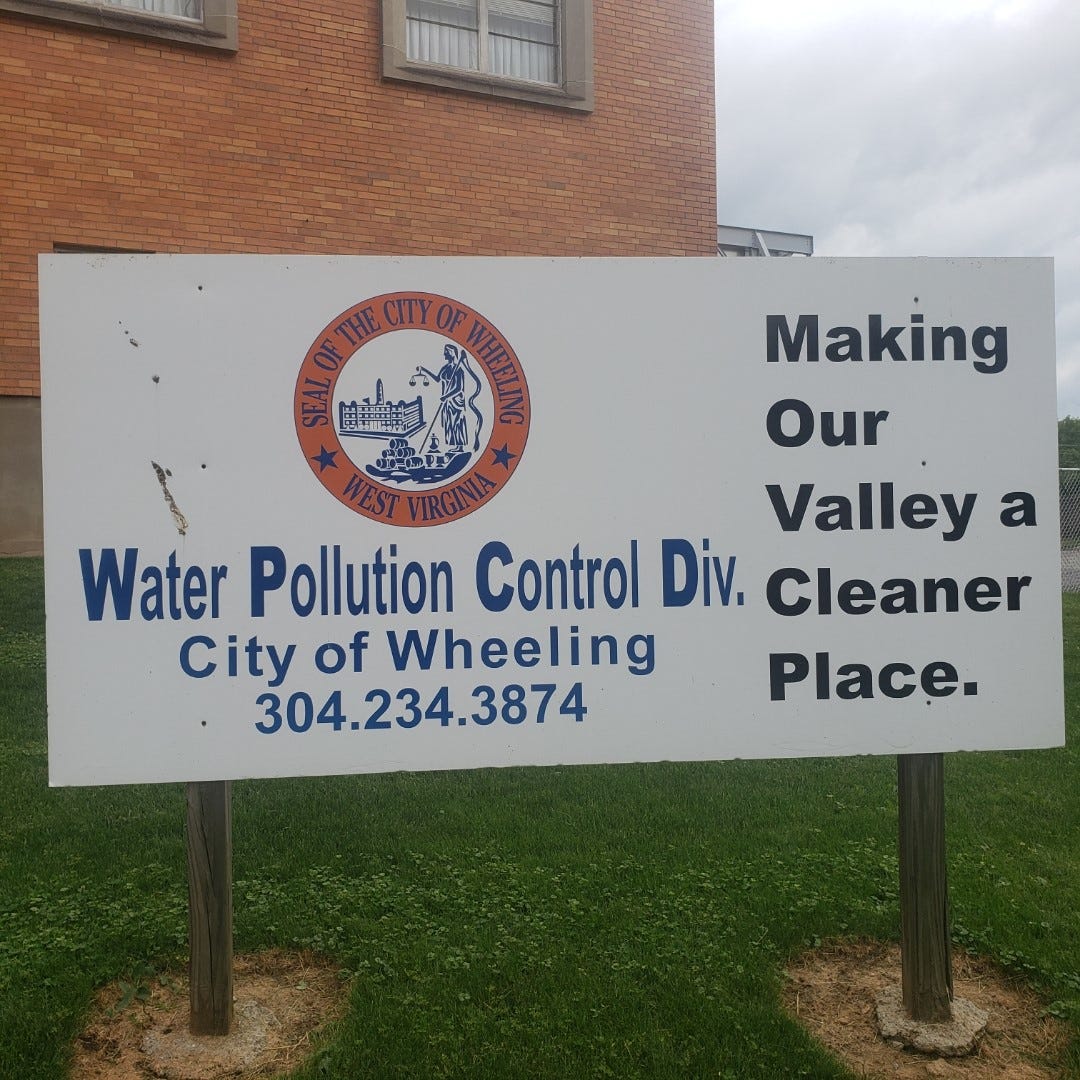 SEAL OF THE CITY OF WHEELING
WEST VIRGINIA
Water Pollution Control Div.
City of Wheeling
304.234.3874
Making
Our
Valley a
Cleaner
Place.